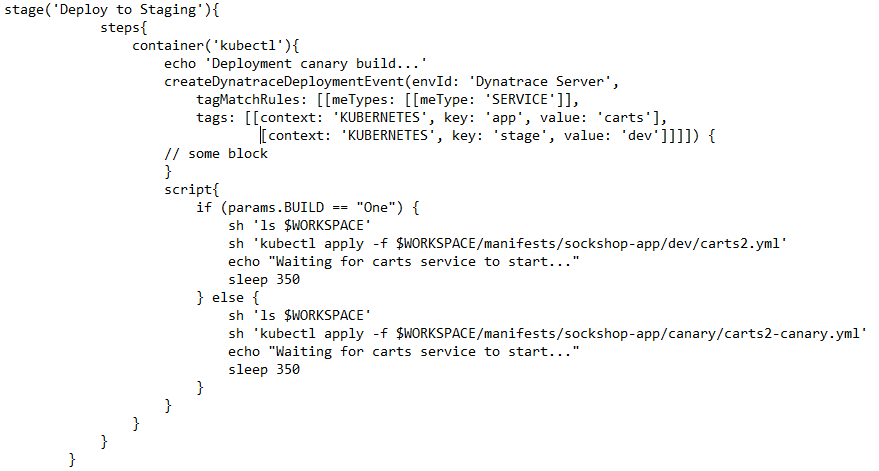 stage('Deploy to Staging'){
steps{
container('kubectl'){
echo 'Deployment canary build...'
createDynatraceDeploymentEvent(envId: 'Dynatrace Server',
tagMatchRules: [[meTypes: [[meType: 'SERVICE']],
tags: [[context: 'KUBERNETES', key: 'app', value: 'carts'],
[context: 'KUBERNETES', key: 'stage', value: 'dev']]]]) {
// some block
}
script{
if (params.BUILD == "One") {
sh 'ls $WORKSPACE'
sh 'kubectl apply -f $WORKSPACE/manifests/sockshop-app/dev/carts2.yml'
echo "Waiting for carts service to start..."
sleep 350
} else {
sh 'ls $WORKSPACE'
sh 'kubectl apply -f $WORKSPACE/manifests/sockshop-app/canary/carts2-canary.yml'
echo "Waiting for carts service to start..."
sleep 350
}
}
}
}
}